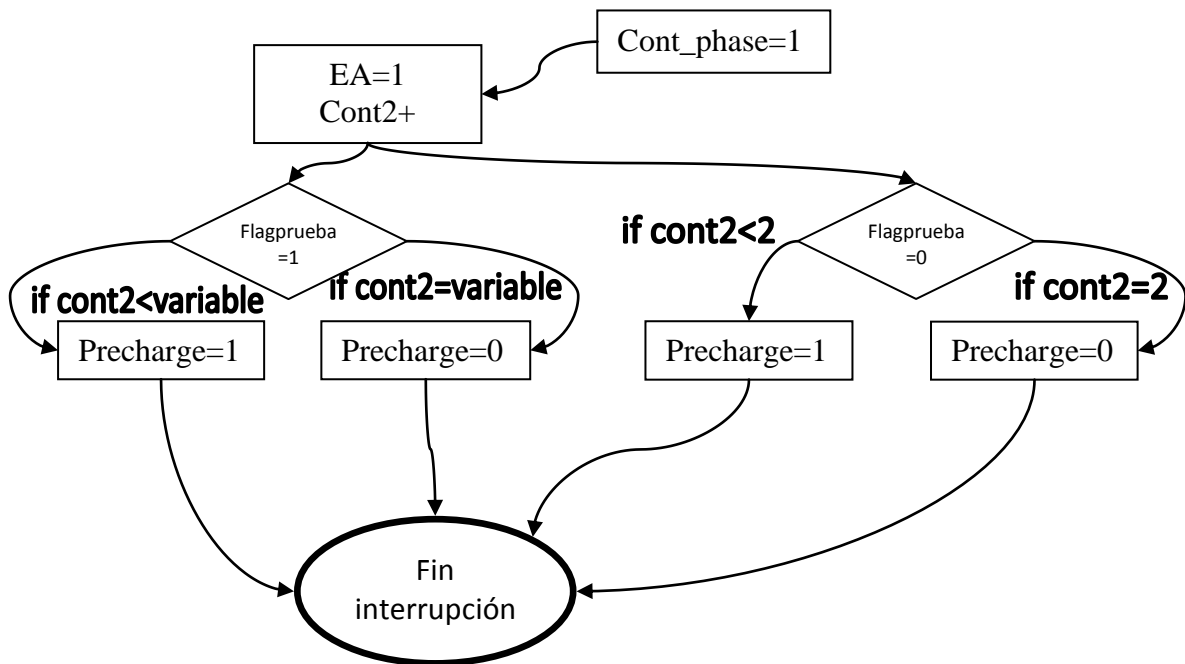 Cont_phase=1
EA=1
Cont2+
Flagprueba
=1
if cont2<2
Flagprueba
=0
if cont2<variable
if cont2=variable
if cont2=2
Precharge=1
Precharge=0
Precharge=1
Precharge=0
Fin
interrupción